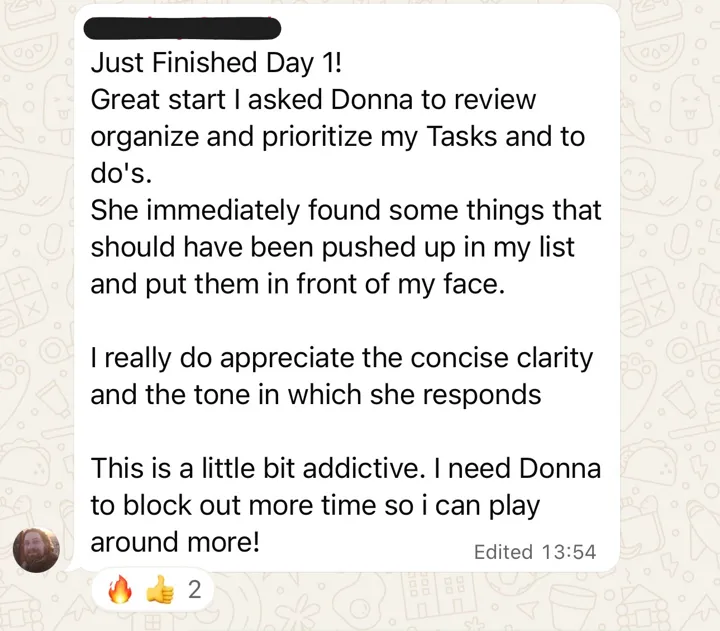 Just Finished Day 1!
Great start I asked Donna to review
organize and prioritize my Tasks and to
do's.
She immediately found some things that
should have been pushed up in my list
and put them in front of my face.
I really do appreciate the concise clarity
and the tone in which she responds
This is a little bit addictive. I need Donna
to block out more time so i can play
around more!
Edited 13:54
🔥 👍 2